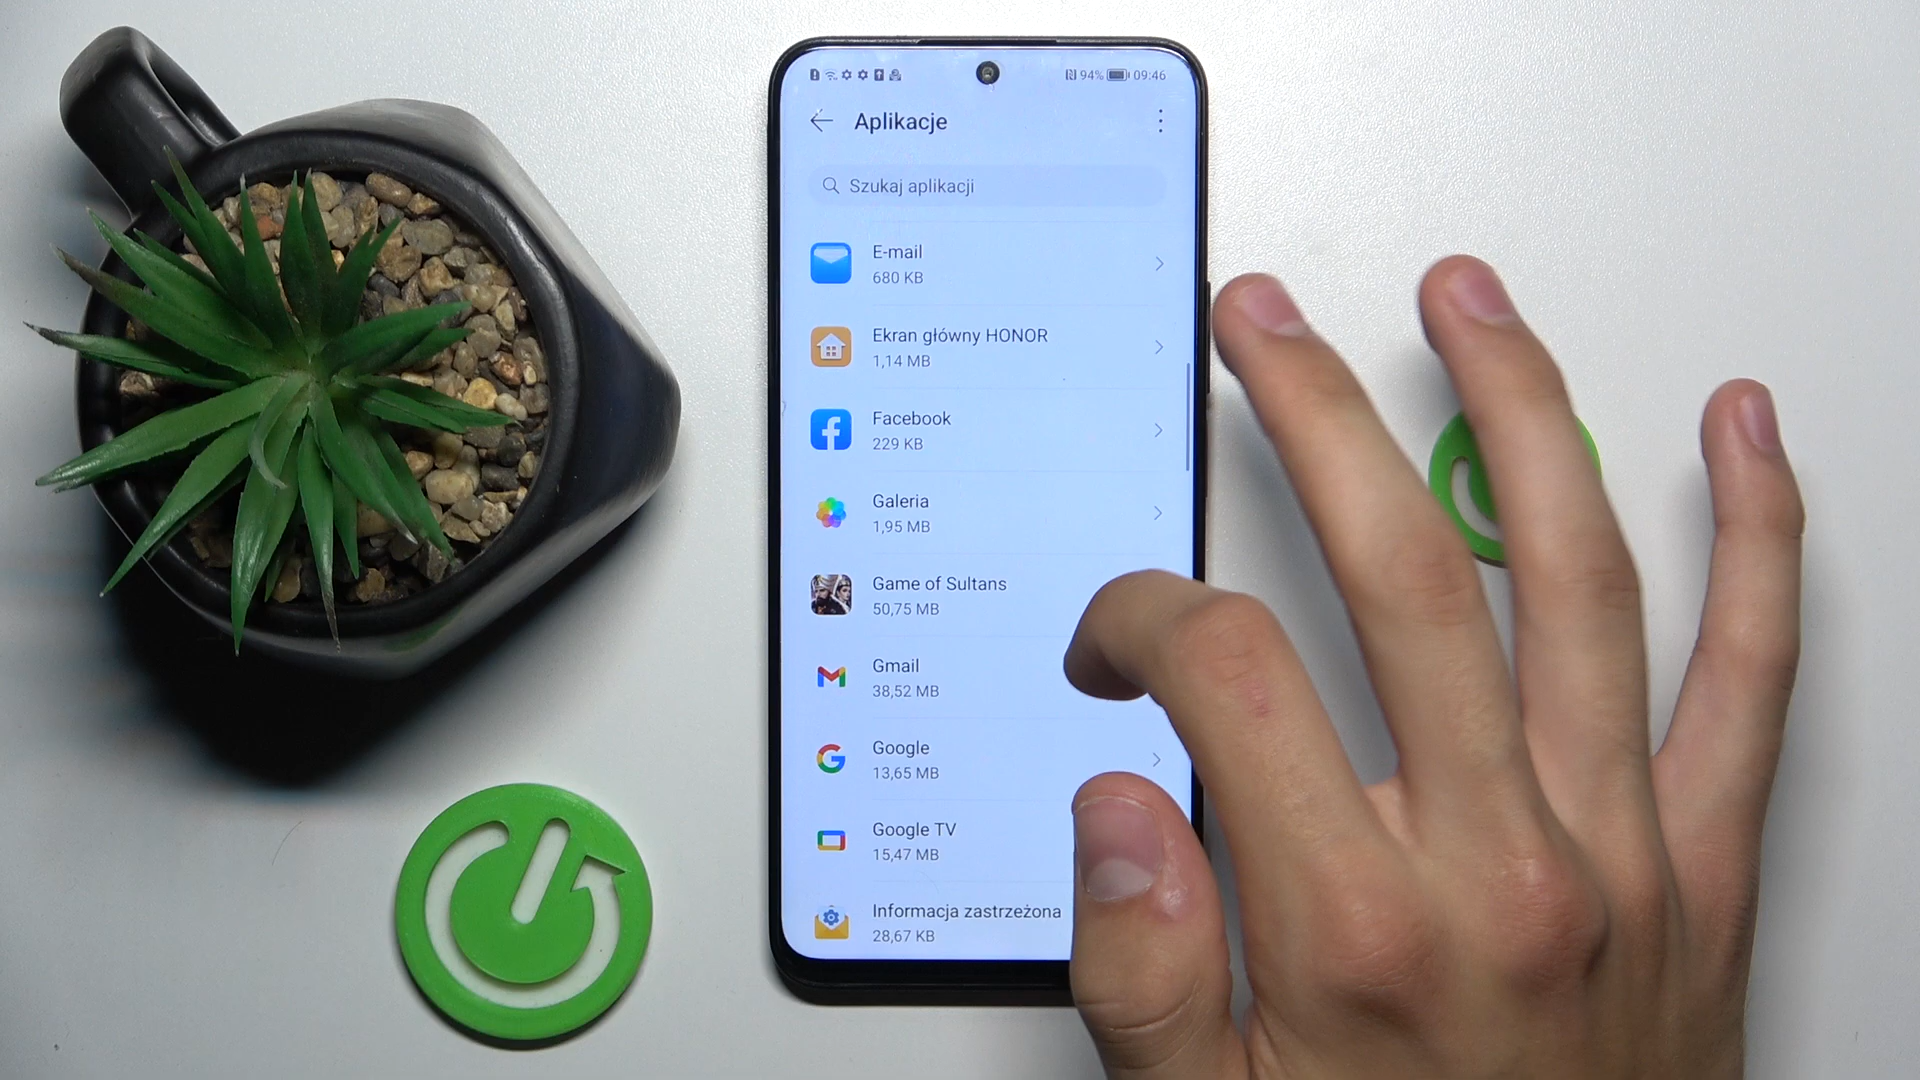 94% 09:46
Aplikacje
Szukaj aplikacji
E-mail
680 KB
Ekran główny HONOR
1,14 MB
Facebook
229 KB
Galeria
1,95 MB
Game of Sultans
50,75 MB
Gmail
38,52 MB
Google
13,65 MB
Google TV
15,47 MB
Informacja zastrzeżona
28,67 KB